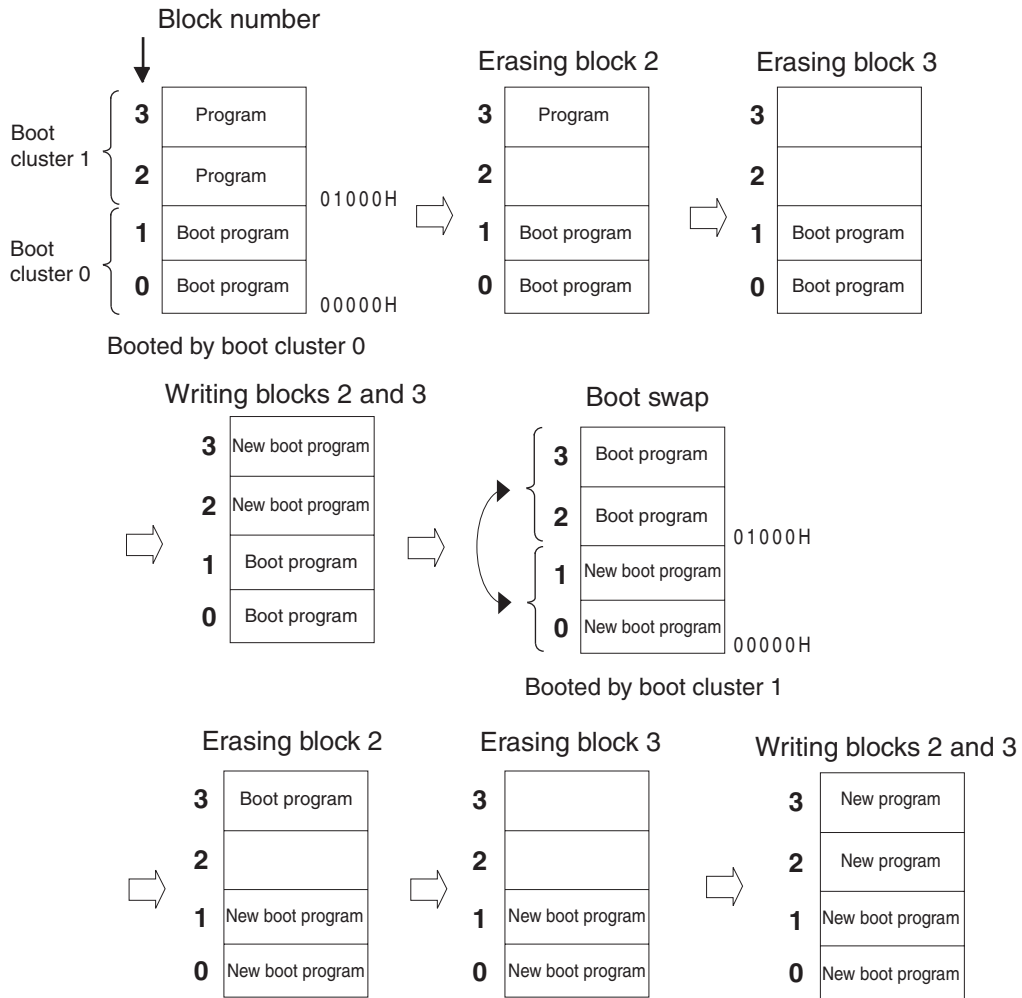 Block number
Erasing block 2
Erasing block 3
Boot
cluster 1
Boot
cluster 0
3 Program
2 Program
01000H
1 Boot program
0 Boot program
00000H
Booted by boot cluster 0
3 Program
2
1 Boot program
0 Boot program
3
2
1 Boot program
0 Boot program
Writing blocks 2 and 3
3 New boot program
2 New boot program
1 Boot program
0 Boot program
Boot swap
3 Boot program
2 Boot program
01000H
1 New boot program
0 New boot program
00000H
Booted by boot cluster 1
Erasing block 2
3 Boot program
2
1 New boot program
0 New boot program
Erasing block 3
3
2
1 New boot program
0 New boot program
Writing blocks 2 and 3
3 New program
2 New program
1 New boot program
0 New boot program